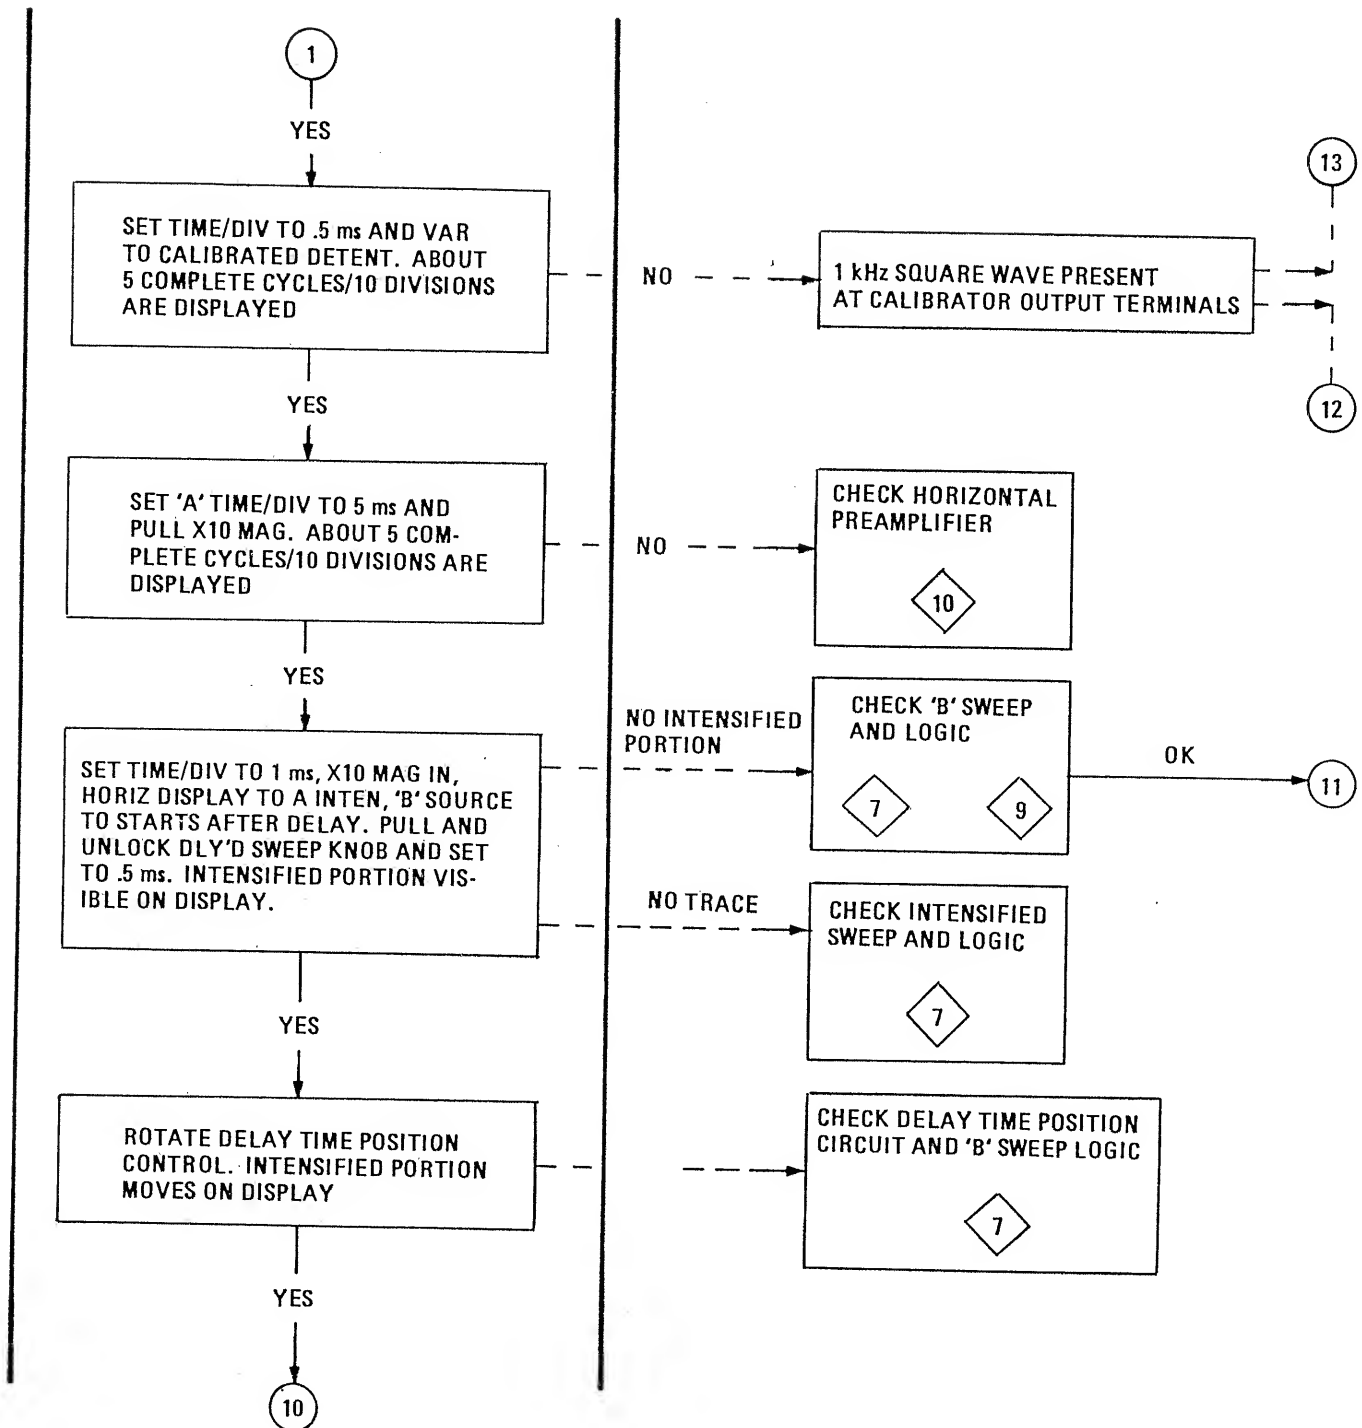 1
YES
SET TIME/DIV TO .5 ms AND VAR
TO CALIBRATED DETENT. ABOUT
5 COMPLETE CYCLES/10 DIVISIONS
ARE DISPLAYED
NO
1 kHz SQUARE WAVE PRESENT
AT CALIBRATOR OUTPUT TERMINALS
13
12
YES
SET 'A' TIME/DIV TO 5 ms AND
PULL X10 MAG. ABOUT 5 COM-
PLETE CYCLES/10 DIVISIONS ARE
DISPLAYED
NO
CHECK HORIZONTAL
PREAMPLIFIER
10
YES
SET TIME/DIV TO 1 ms, X10 MAG IN,
HORIZ DISPLAY TO A INTEN, 'B' SOURCE
TO STARTS AFTER DELAY. PULL AND
UNLOCK DLY'D SWEEP KNOB AND SET
TO .5 ms. INTENSIFIED PORTION VIS-
IBLE ON DISPLAY.
NO INTENSIFIED
PORTION
CHECK 'B' SWEEP
AND LOGIC
7
9
OK
11
NO TRACE
CHECK INTENSIFIED
SWEEP AND LOGIC
7
YES
ROTATE DELAY TIME POSITION
CONTROL. INTENSIFIED PORTION
MOVES ON DISPLAY
CHECK DELAY TIME POSITION
CIRCUIT AND 'B' SWEEP LOGIC
7
YES
10